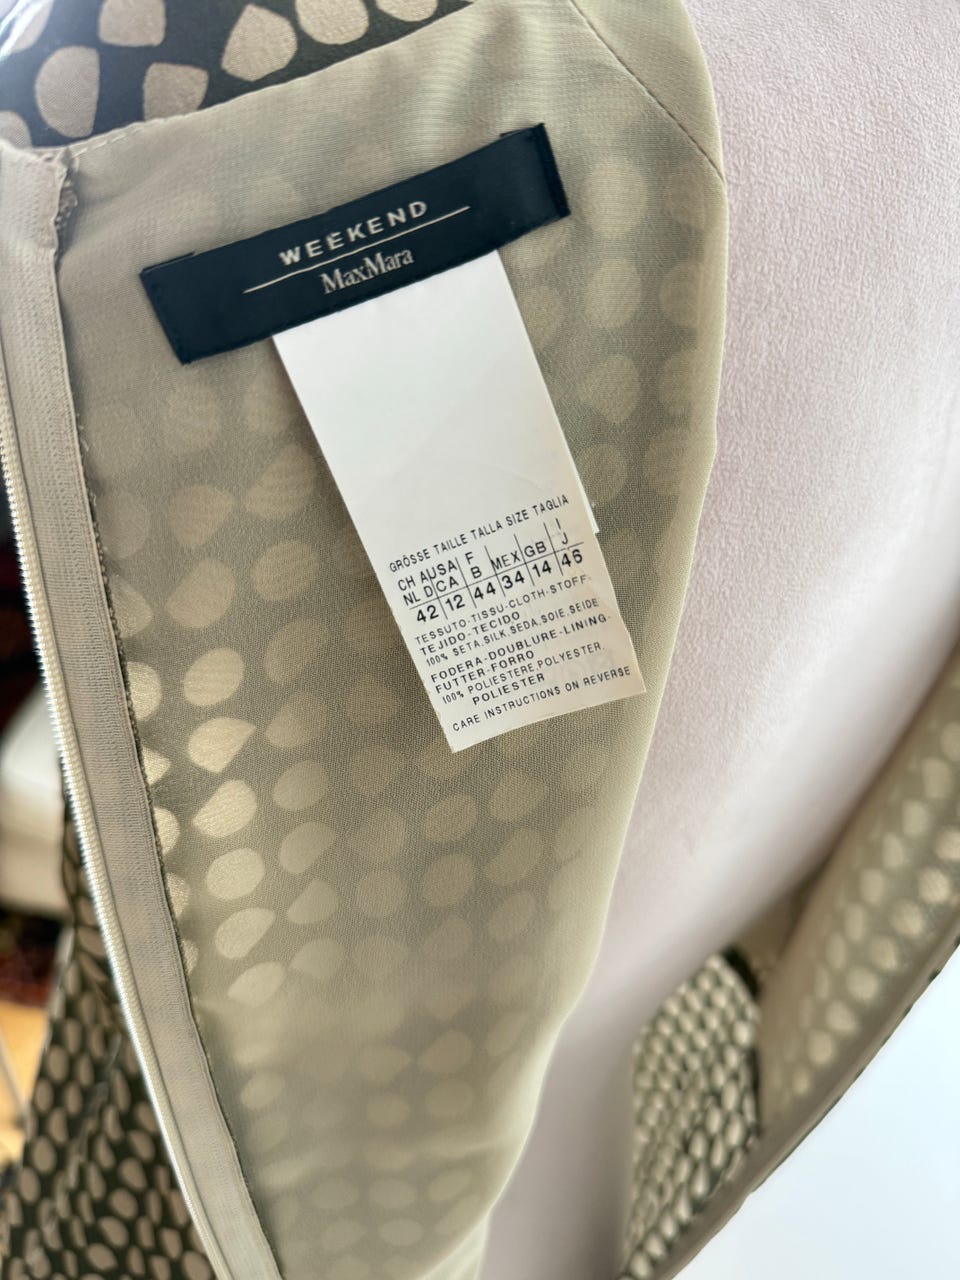 WEEKEND
MaxMara
GRÖSSE TAILLE TALLA SIZE TAGLIA
CH A USA F I
NL D CA B MEX GB J
42 12 44 34 14 46
TESSUTO-TISSU-CLOTH-STOFF-
TEJIDO-TECIDO
100% SETA.SILK.SEDA.SOIE.SEIDE
FODERA-DOUBLURE-LINING-
FUTTER-FORRO
100% POLIESTERE.POLYESTER.
POLIESTER
CARE INSTRUCTIONS ON REVERSE